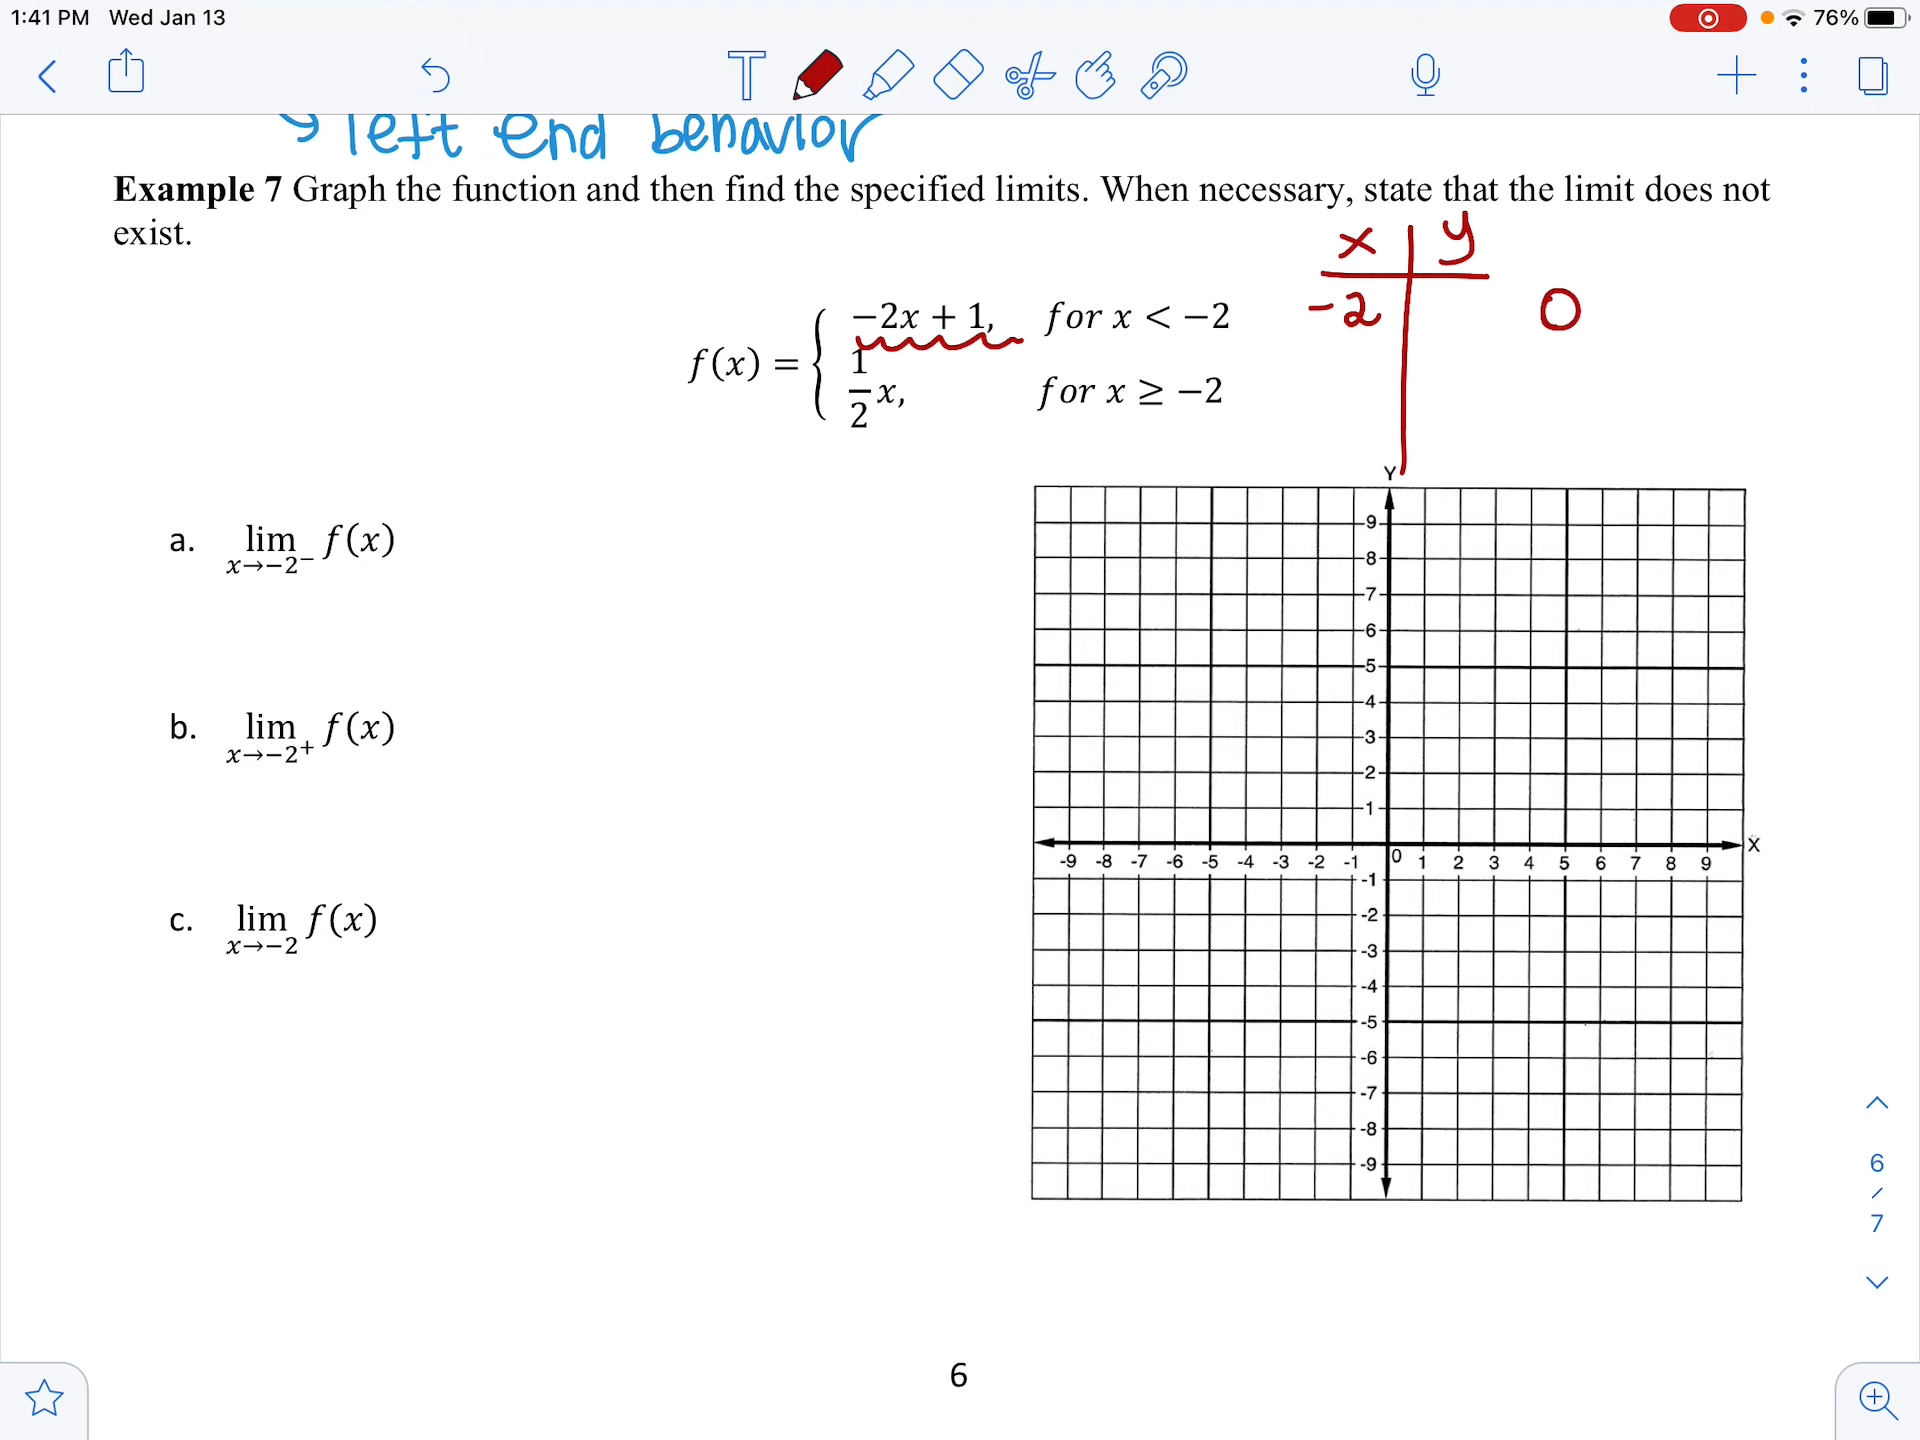 1:41 PM Wed Jan 13
76%
T
left end behavior
Example 7 Graph the function and then find the specified limits. When necessary, state that the limit does not
exist.
x y
-2 0
f(x) = { −2x + 1, for x < −2
1/2 x, for x ≥ −2
a. lim x→−2⁻ f(x)
b. lim x→−2⁺ f(x)
c. lim x→−2 f(x)
Y
9
8
7
6
5
4
3
2
1
X
-9 -8 -7 -6 -5 -4 -3 -2 -1 0 1 2 3 4 5 6 7 8 9
-1
-2
-3
-4
-5
-6
-7
-8
-9
6
/
7
6